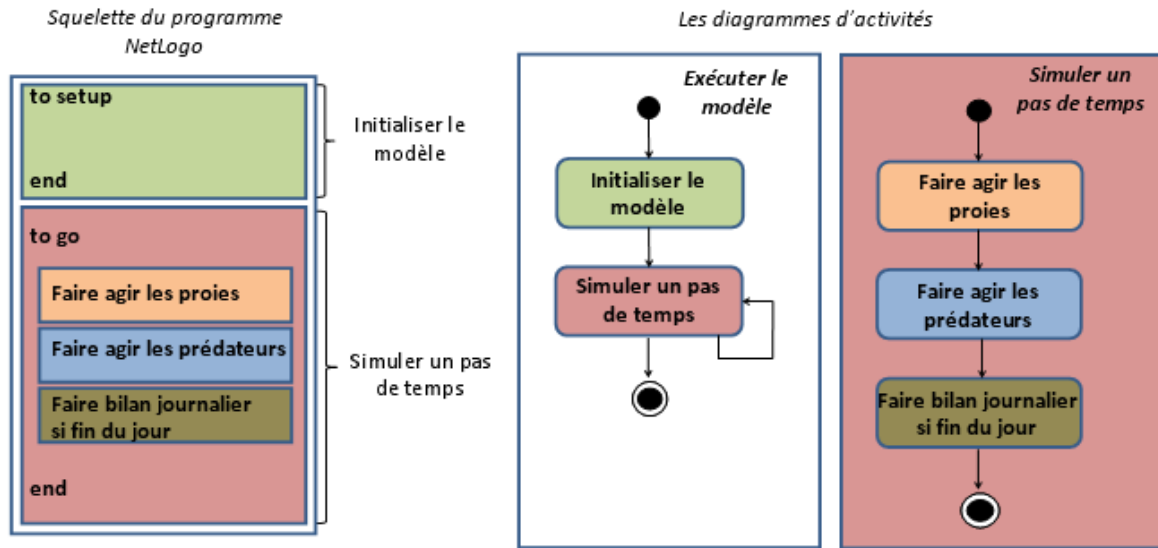 Squelette du programme
NetLogo
to setup
end
Initialiser le
modèle
to go
Faire agir les proies
Faire agir les prédateurs
Faire bilan journalier
si fin du jour
end
Simuler un pas
de temps
Les diagrammes d’activités
Exécuter le
modèle
Initialiser le
modèle
Simuler un pas
de temps
Simuler un
pas de temps
Faire agir les
proies
Faire agir les
prédateurs
Faire bilan journalier
si fin du jour